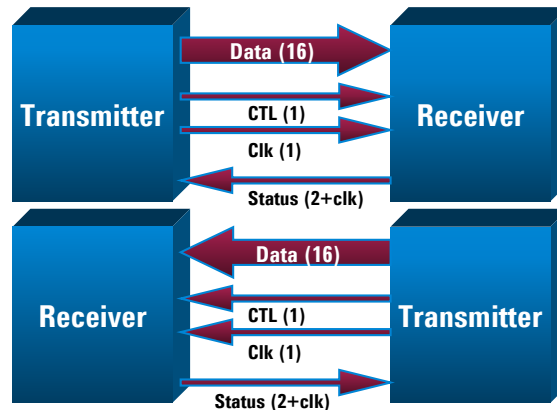 Data (16)
Transmitter
Receiver
CTL (1)
Clk (1)
Status (2+clk)
Data (16)
Receiver
Transmitter
CTL (1)
Clk (1)
Status (2+clk)